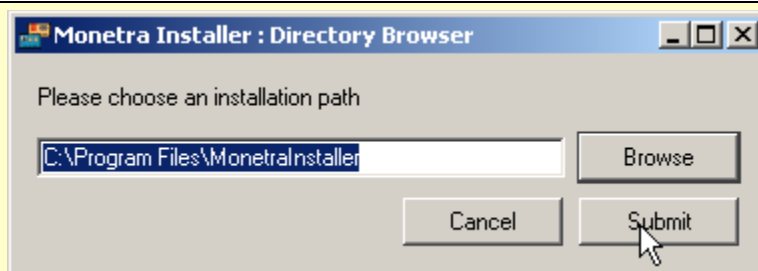 Monetra Installer : Directory Browser
Please choose an installation path
C:\Program Files\MonetraInstaller
Browse
Cancel
Submit